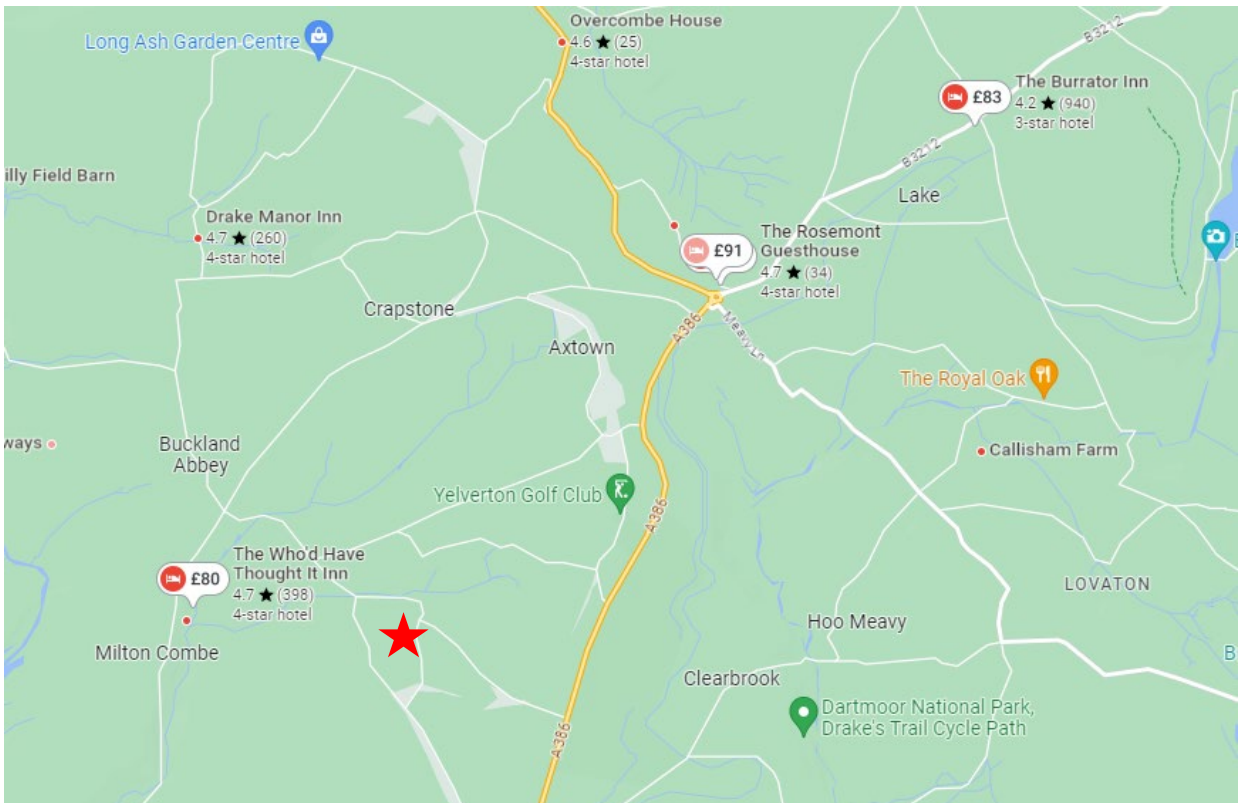 Overcombe House
4.6 ★ (25)
4-star hotel
Long Ash Garden Centre
B3212
£83
The Burrator Inn
4.2 ★ (940)
3-star hotel
B3212
illy Field Barn
Lake
Drake Manor Inn
4.7 ★ (260)
4-star hotel
£91
The Rosemont
Guesthouse
4.7 ★ (34)
4-star hotel
E
Crapstone
A386
Meavy Ln
Axtown
The Royal Oak
ways
Buckland
Abbey
Callisham Farm
Yelverton Golf Club
A386
£80
The Who'd Have
Thought It Inn
4.7 ★ (398)
4-star hotel
LOVATON
Hoo Meavy
Milton Combe
B
Clearbrook
Dartmoor National Park,
Drake's Trail Cycle Path
A386